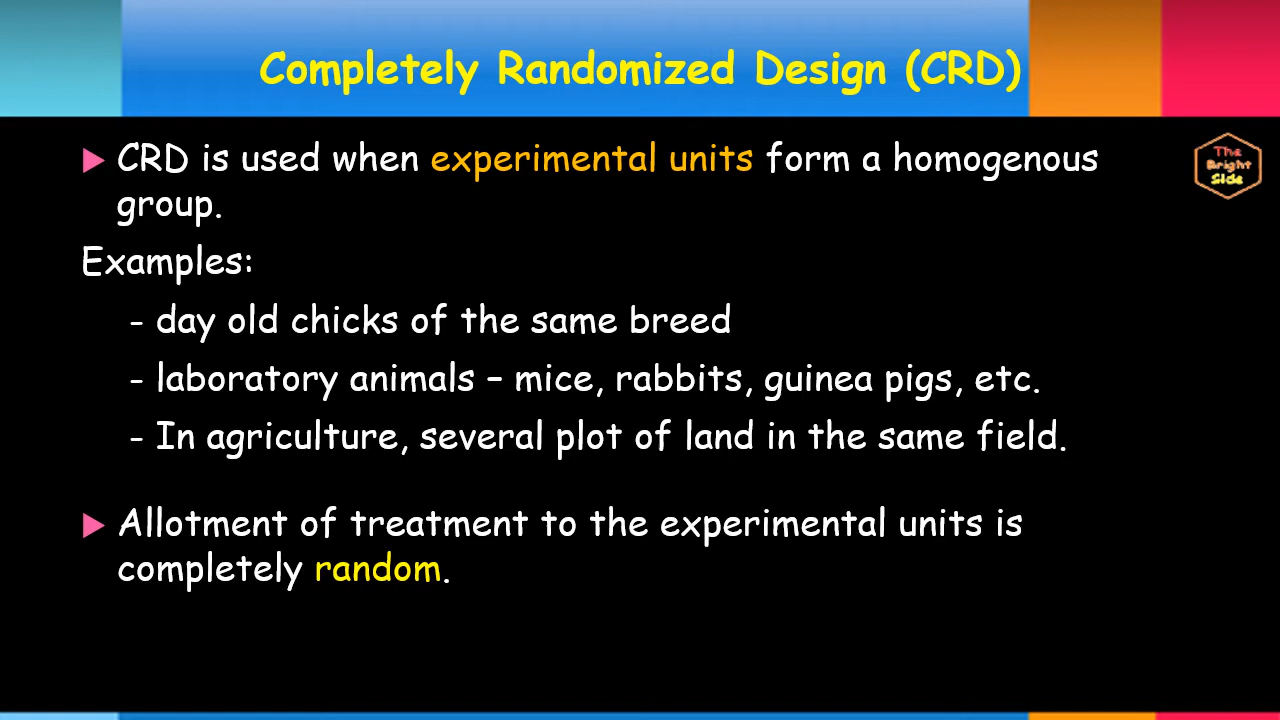 Completely Randomized Design (CRD)
CRD is used when experimental units form a homogenous
group.
The
Bright
Side
Examples:
- day old chicks of the same breed
- laboratory animals – mice, rabbits, guinea pigs, etc.
- In agriculture, several plot of land in the same field.
Allotment of treatment to the experimental units is
completely random.